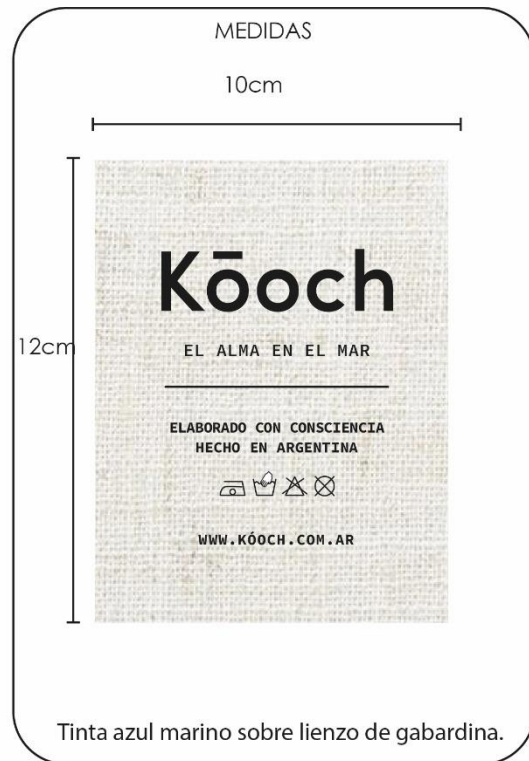 MEDIDAS
10cm
12cm
Kōoch
EL ALMA EN EL MAR
ELABORADO CON CONSCIENCIA
HECHO EN ARGENTINA
WWW.KÓOCH.COM.AR
Tinta azul marino sobre lienzo de gabardina.